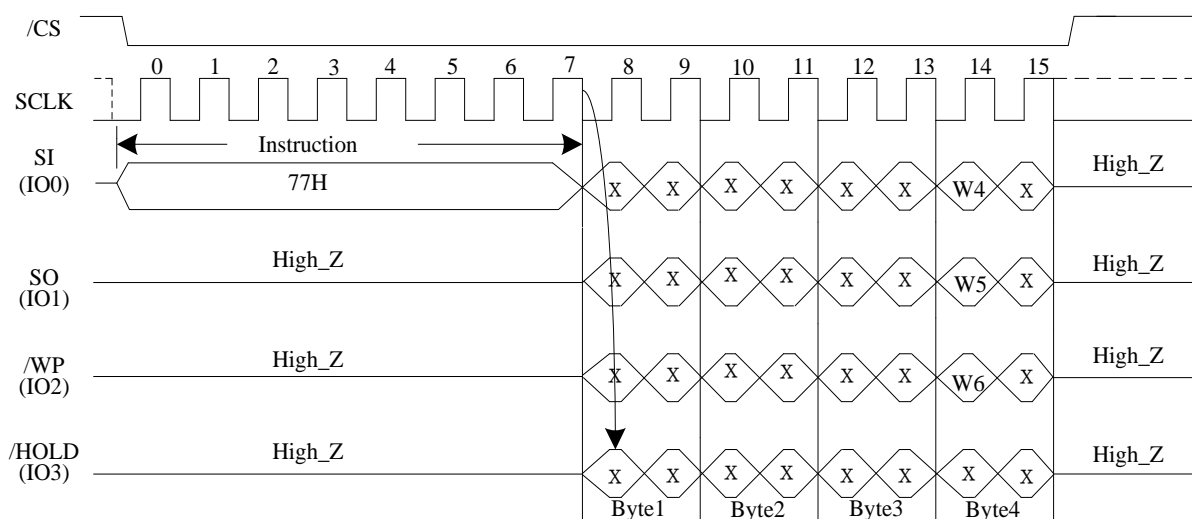 /CS
0 1 2 3 4 5 6 7 8 9 10 11 12 13 14 15
SCLK
Instruction
SI
(IO0)
77H
X X X X X X W4 X
High_Z
SO
(IO1)
High_Z
X X X X X X W5 X
High_Z
/WP
(IO2)
High_Z
X X X X X X W6 X
High_Z
/HOLD
(IO3)
High_Z
X X X X X X X X
High_Z
Byte1 Byte2 Byte3 Byte4